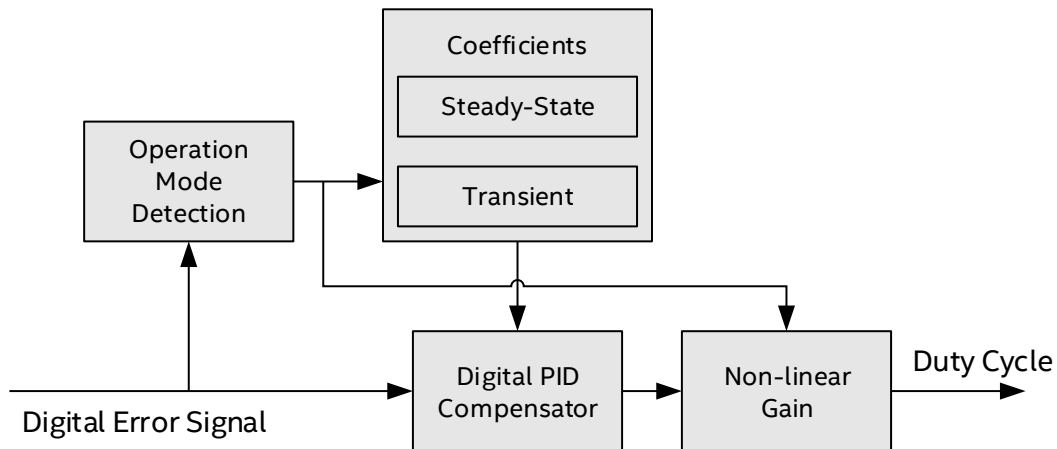 Coefficients
Steady-State
Transient
Operation
Mode
Detection
Digital Error Signal
Digital PID
Compensator
Non-linear
Gain
Duty Cycle